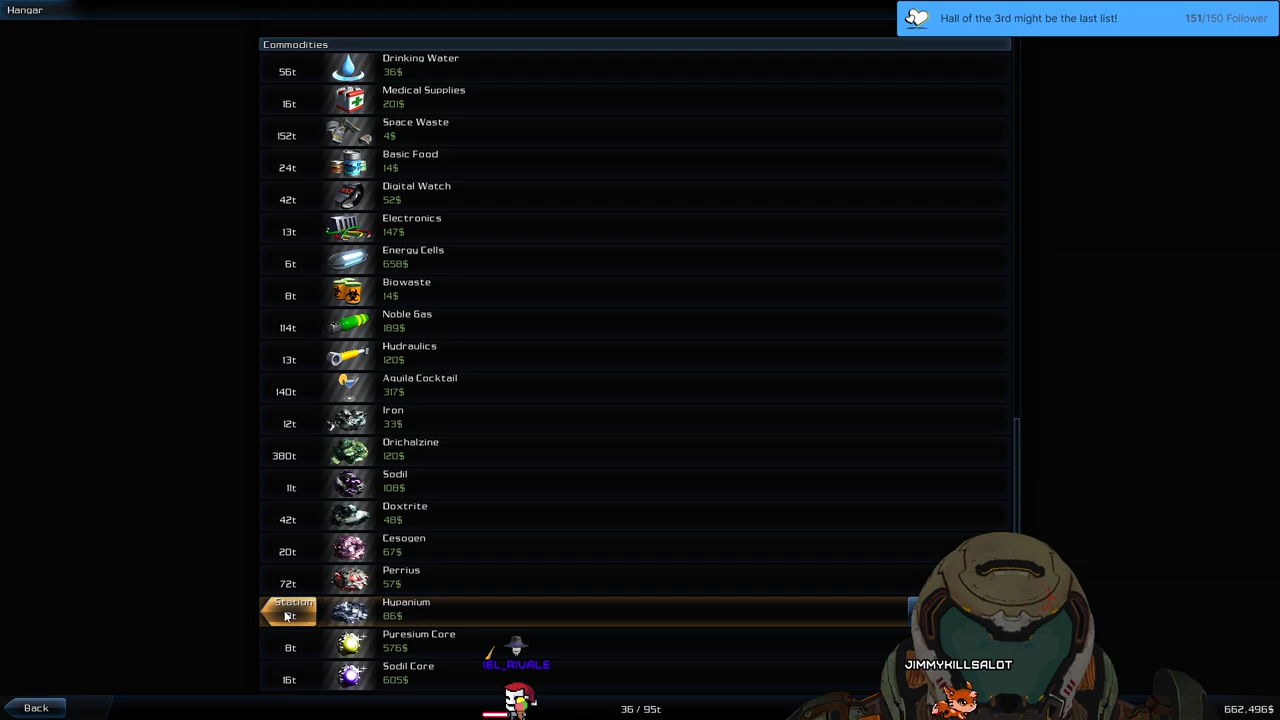 Hangar
Hall of the 3rd might be the last list!
151/150 Follower
Commodities
56t
Drinking Water
36$
16t
Medical Supplies
201$
152t
Space Waste
4$
24t
Basic Food
14$
42t
Digital Watch
52$
13t
Electronics
147$
6t
Energy Cells
658$
8t
Biowaste
14$
114t
Noble Gas
189$
13t
Hydraulics
120$
140t
Aquila Cocktail
317$
12t
Iron
33$
380t
Orichalzine
120$
11t
Sodil
108$
42t
Doxtrite
48$
20t
Cesogen
67$
72t
Perrius
57$
Station
Hypanium
86$
8t
Pyresium Core
576$
16t
Sodil Core
605$
!EL_RIVALE
JIMMYKILLSALOT
Back
36 / 95t
662,496$